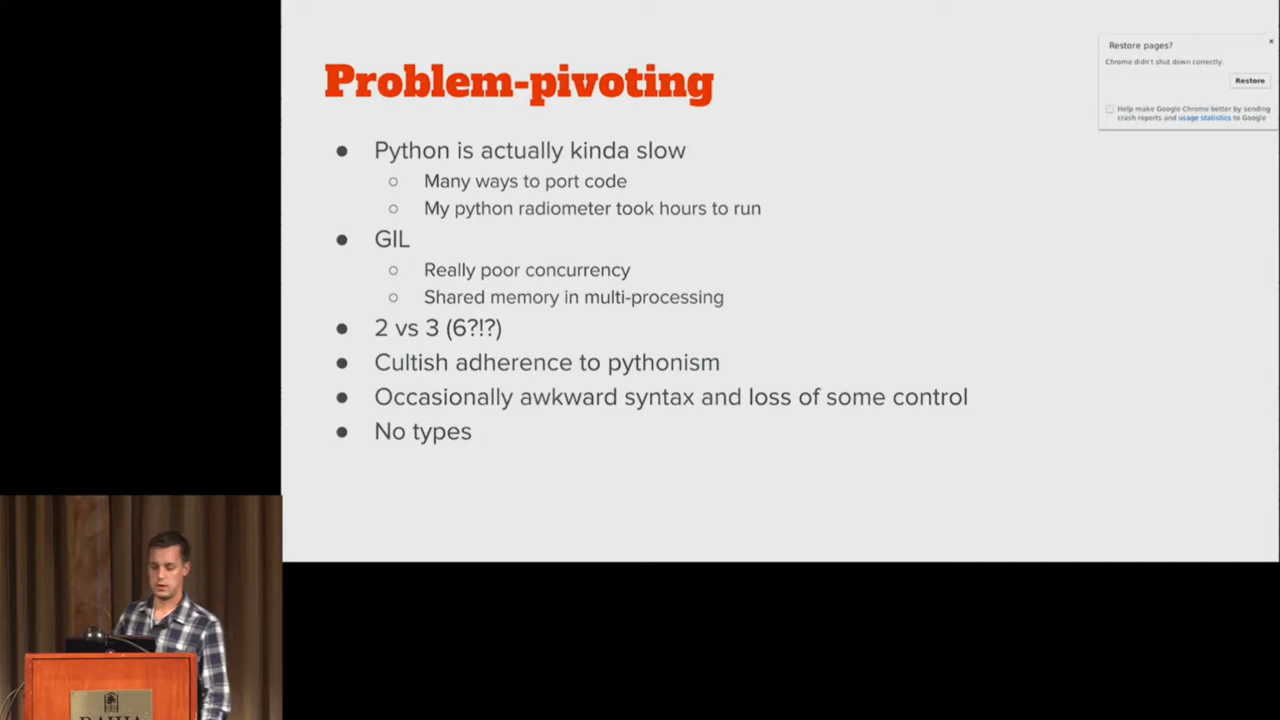 Problem-pivoting
Restore pages?
Chrome didn't shut down correctly.
Restore
Help make Google Chrome better by sending
crash reports and usage statistics to Google
Python is actually kinda slow
Many ways to port code
My python radiometer took hours to run
GIL
Really poor concurrency
Shared memory in multi-processing
2 vs 3 (6?!?)
Cultish adherence to pythonism
Occasionally awkward syntax and loss of some control
No types